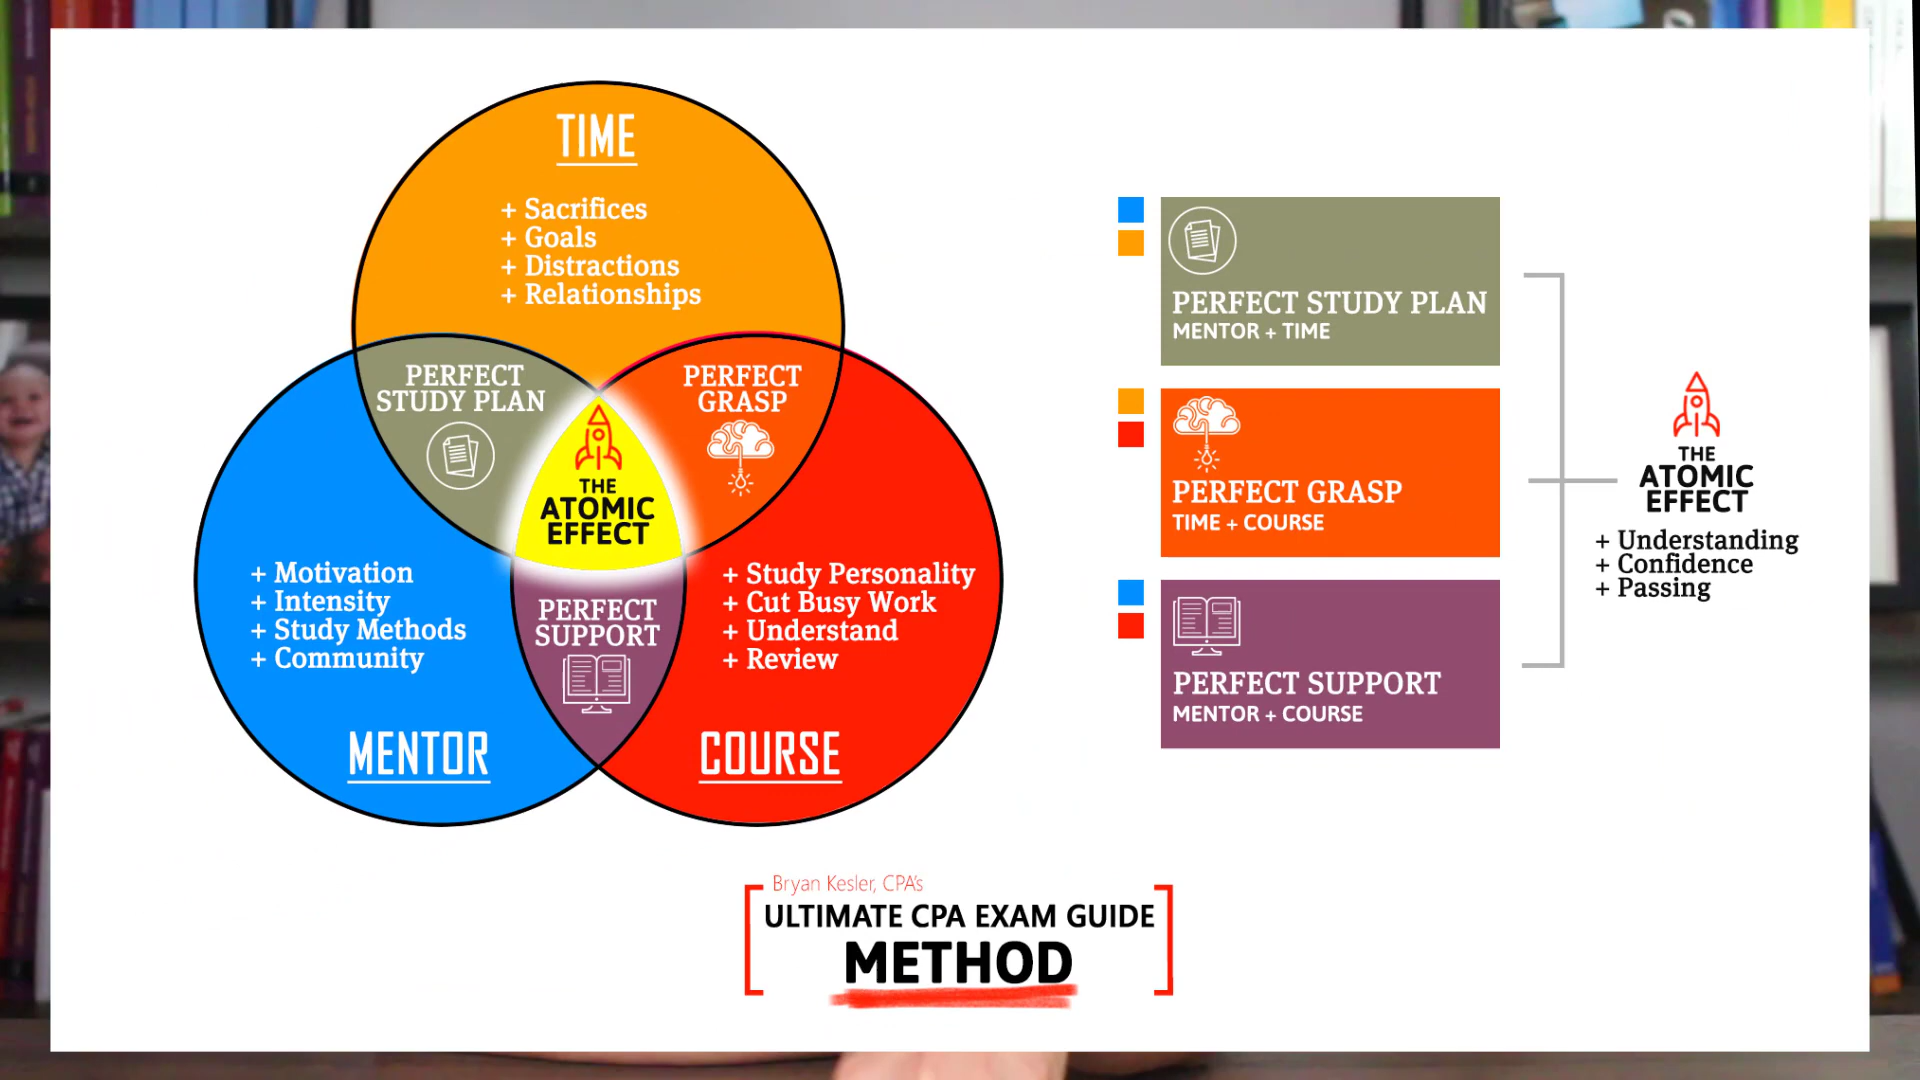 TIME
+ Sacrifices
+ Goals
+ Distractions
+ Relationships
PERFECT
STUDY PLAN
PERFECT
GRASP
THE
ATOMIC
EFFECT
+ Motivation
+ Intensity
+ Study Methods
+ Community
MENTOR
PERFECT
SUPPORT
+ Study Personality
+ Cut Busy Work
+ Understand
+ Review
COURSE
PERFECT STUDY PLAN
MENTOR + TIME
PERFECT GRASP
TIME + COURSE
PERFECT SUPPORT
MENTOR + COURSE
THE
ATOMIC
EFFECT
+ Understanding
+ Confidence
+ Passing
Bryan Kesler, CPA's
ULTIMATE CPA EXAM GUIDE
METHOD